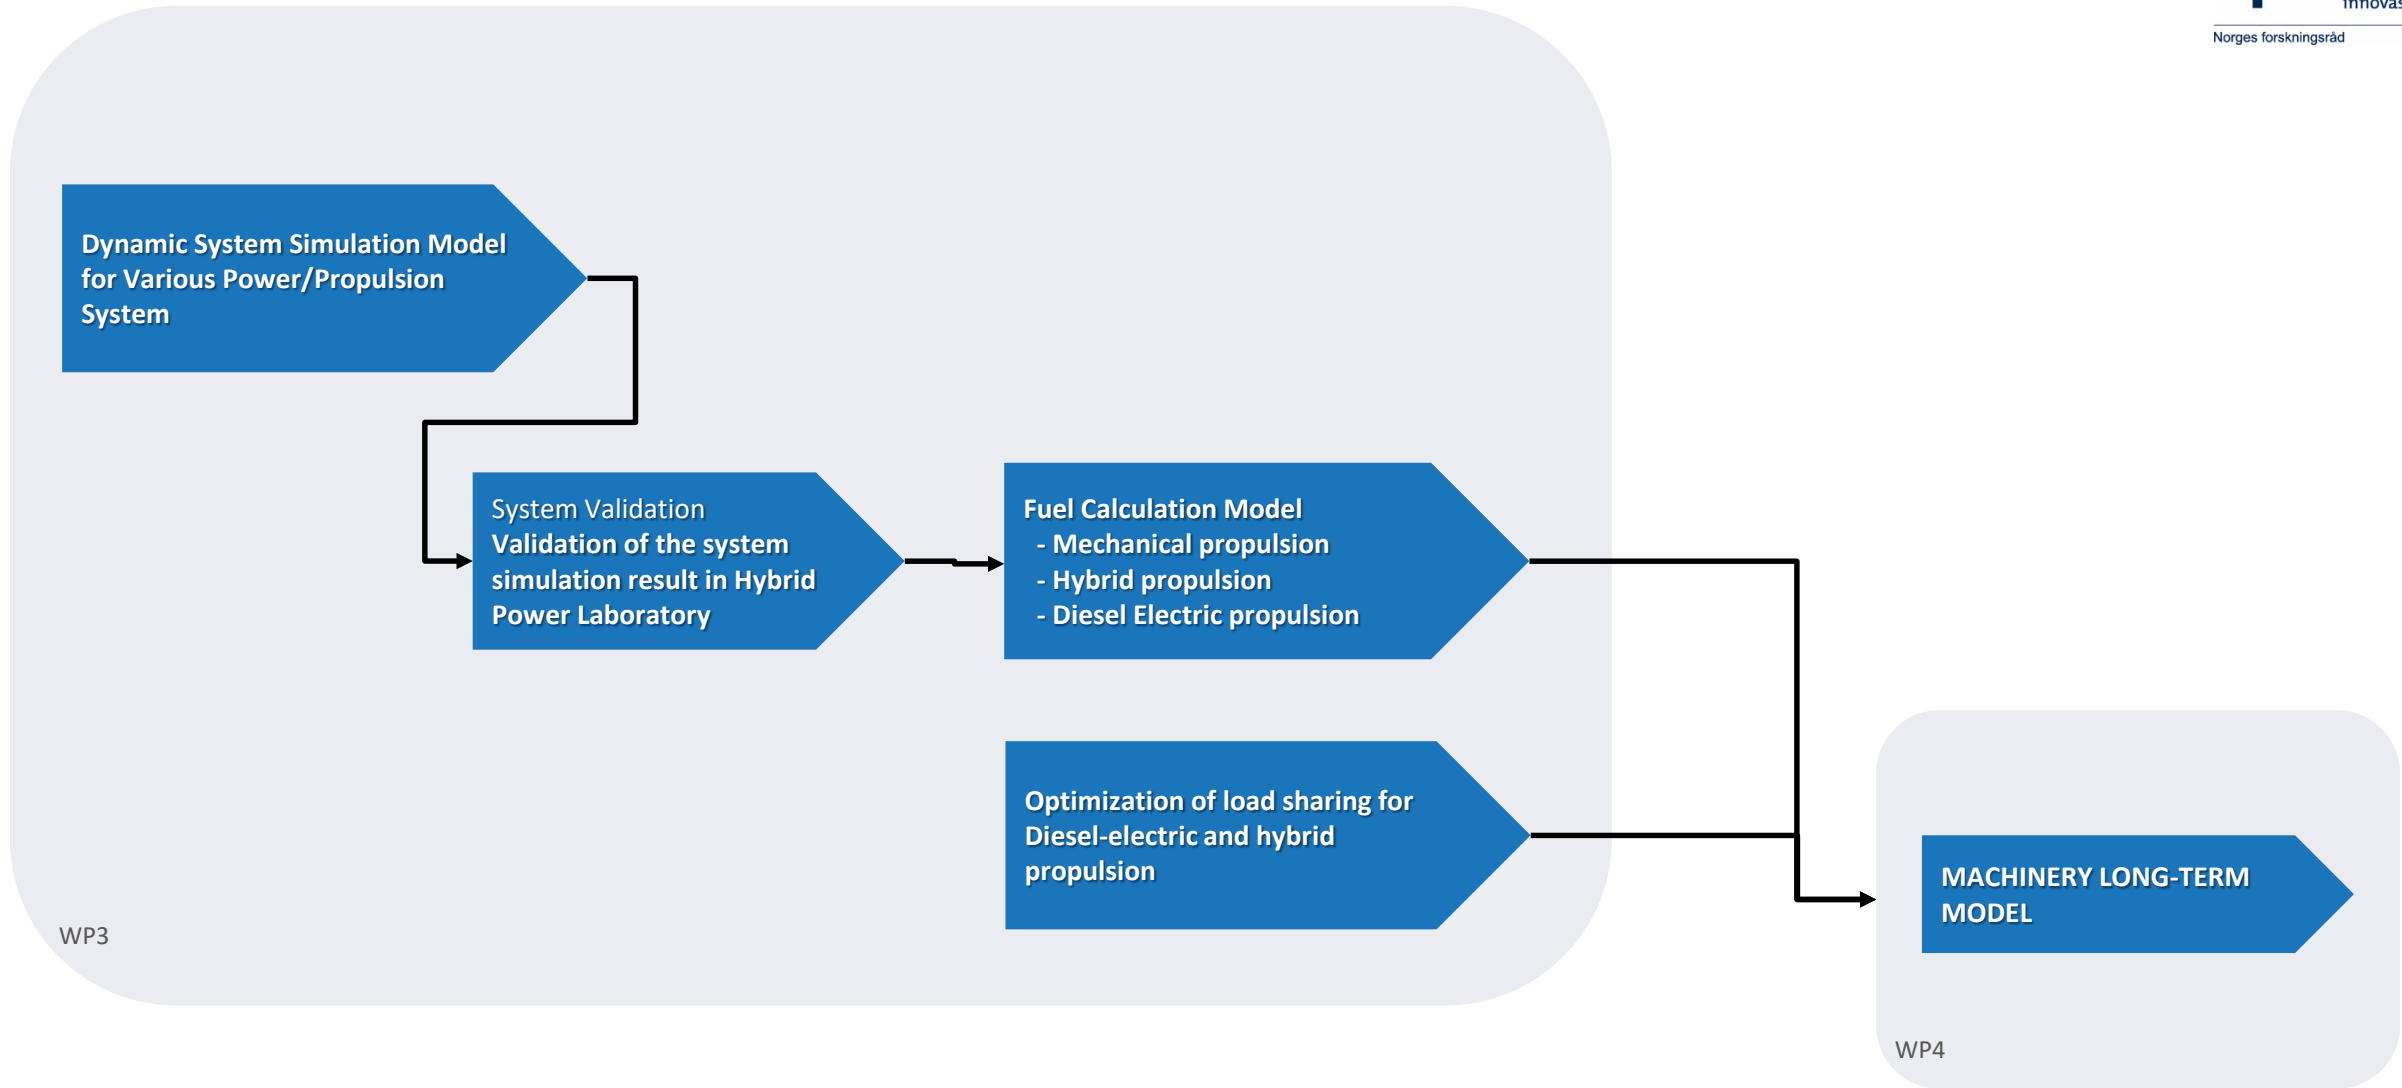 Norges forskningsråd
Dynamic System Simulation Model
for Various Power/Propulsion
System
System Validation
Validation of the system
simulation result in Hybrid
Power Laboratory
Fuel Calculation Model
- Mechanical propulsion
- Hybrid propulsion
- Diesel Electric propulsion
Optimization of load sharing for
Diesel-electric and hybrid
propulsion
WP3
MACHINERY LONG-TERM
MODEL
WP4